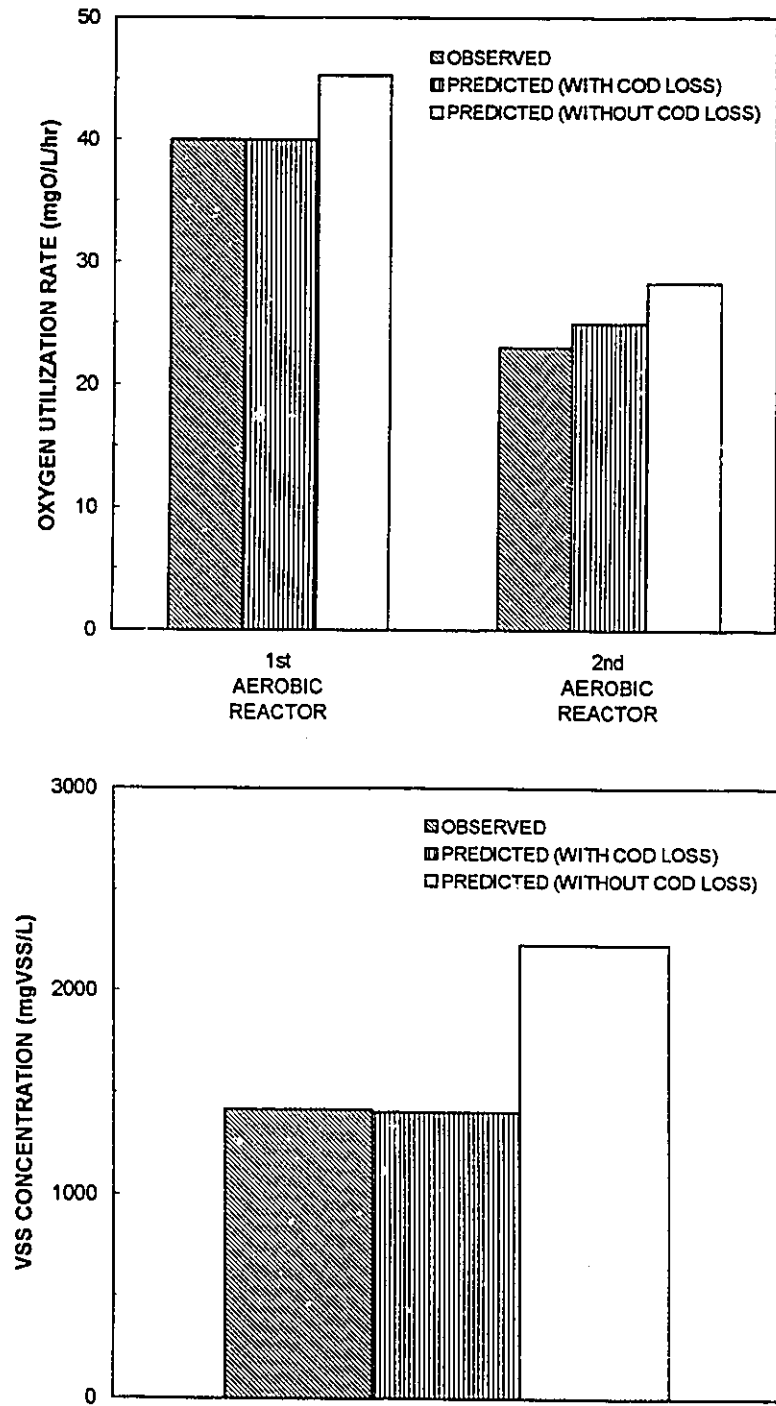 50
40
30
20
10
0
OXYGEN UTILIZATION RATE (mgO/L/hr)
OBSERVED
PREDICTED (WITH COD LOSS)
PREDICTED (WITHOUT COD LOSS)
1st
AEROBIC
REACTOR
2nd
AEROBIC
REACTOR
3000
2000
1000
0
VSS CONCENTRATION (mgVSS/L)
OBSERVED
PREDICTED (WITH COD LOSS)
PREDICTED (WITHOUT COD LOSS)